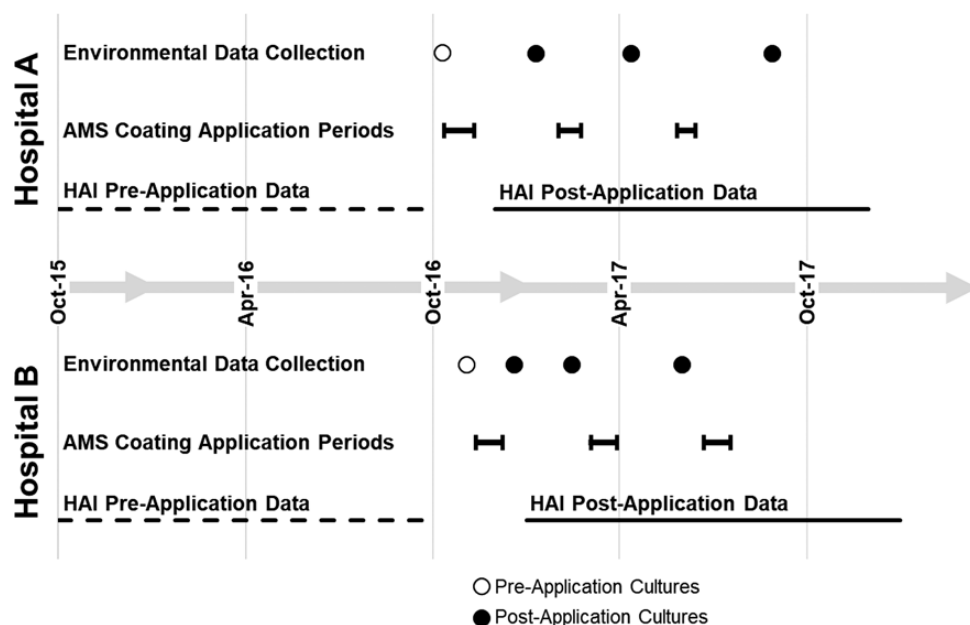 Hospital A
Environmental Data Collection
AMS Coating Application Periods
HAI Pre-Application Data
HAI Post-Application Data
Oct-15
Apr-16
Oct-16
Apr-17
Oct-17
Hospital B
Environmental Data Collection
AMS Coating Application Periods
HAI Pre-Application Data
HAI Post-Application Data
Pre-Application Cultures
Post-Application Cultures